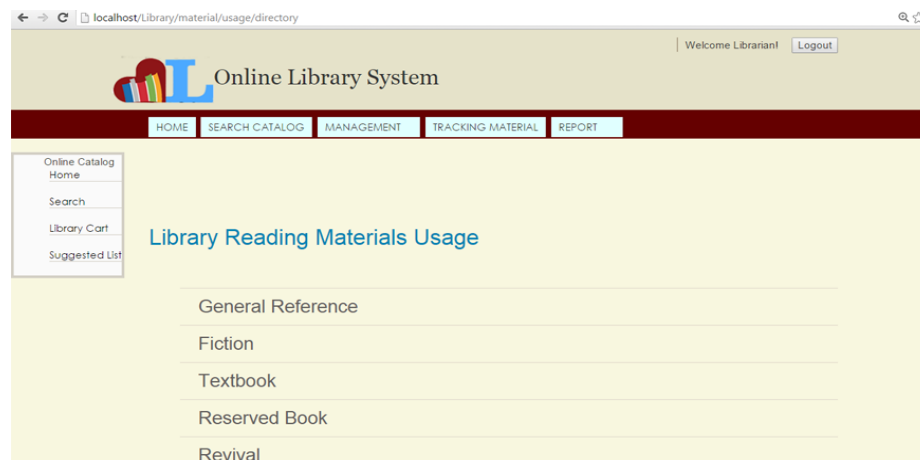 localhost/Library/material/usage/directory
Welcome Librarian!
Logout
L Online Library System
HOME
SEARCH CATALOG
MANAGEMENT
TRACKING MATERIAL
REPORT
Online Catalog
Home
Search
Library Cart
Suggested List
Library Reading Materials Usage
General Reference
Fiction
Textbook
Reserved Book
Revival